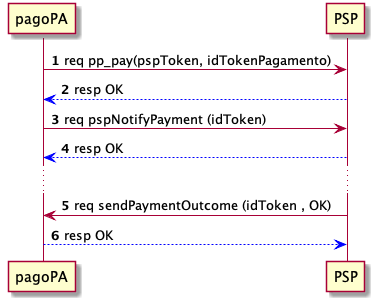 pagoPA PSP
1 req pp_pay(pspToken, idTokenPagamento)
2 resp OK
3 req pspNotifyPayment (idToken)
4 resp OK
5 req sendPaymentOutcome (idToken , OK)
6 resp OK
pagoPA PSP